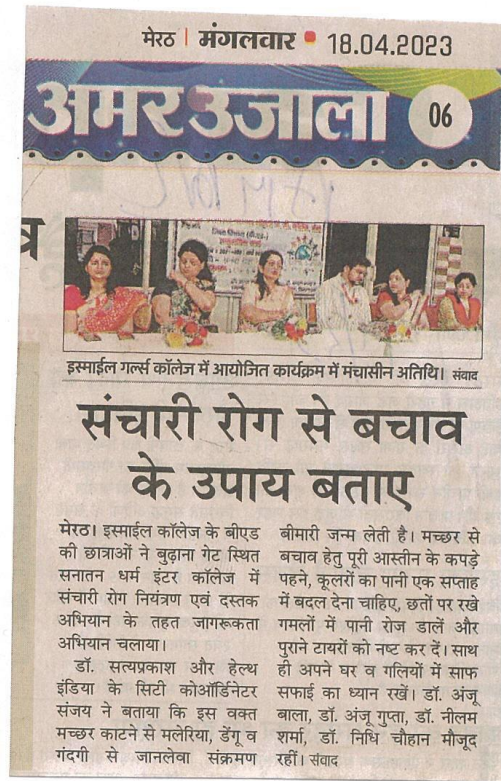 मेरठ | मंगलवार • 18.04.2023
अमर उजाला
06
इस्माईल गर्ल्स कॉलेज में आयोजित कार्यक्रम में मंचासीन अतिथि। संवाद
संचारी रोग से बचाव
के उपाय बताए
मेरठ। इस्माईल कॉलेज के बीएड
की छात्राओं ने बुढ़ाना गेट स्थित
सनातन धर्म इंटर कॉलेज में
संचारी रोग नियंत्रण एवं दस्तक
अभियान के तहत जागरूकता
अभियान चलाया।
डॉ. सत्यप्रकाश और हेल्थ
इंडिया के सिटी कोऑर्डिनेटर
संजय ने बताया कि इस वक्त
मच्छर काटने से मलेरिया, डेंगू व
गंदगी से जानलेवा संक्रमण
बीमारी जन्म लेती है। मच्छर से
बचाव हेतु पूरी आस्तीन के कपड़े
पहने, कूलरों का पानी एक सप्ताह
में बदल देना चाहिए, छतों पर रखे
गमलों में पानी रोज डालें और
पुराने टायरों को नष्ट कर दें। साथ
ही अपने घर व गलियों में साफ
सफाई का ध्यान रखें। डॉ. अंजू
बाला, डॉ. अंजू गुप्ता, डॉ. नीलम
शर्मा, डॉ. निधि चौहान मौजूद
रहीं। संवाद